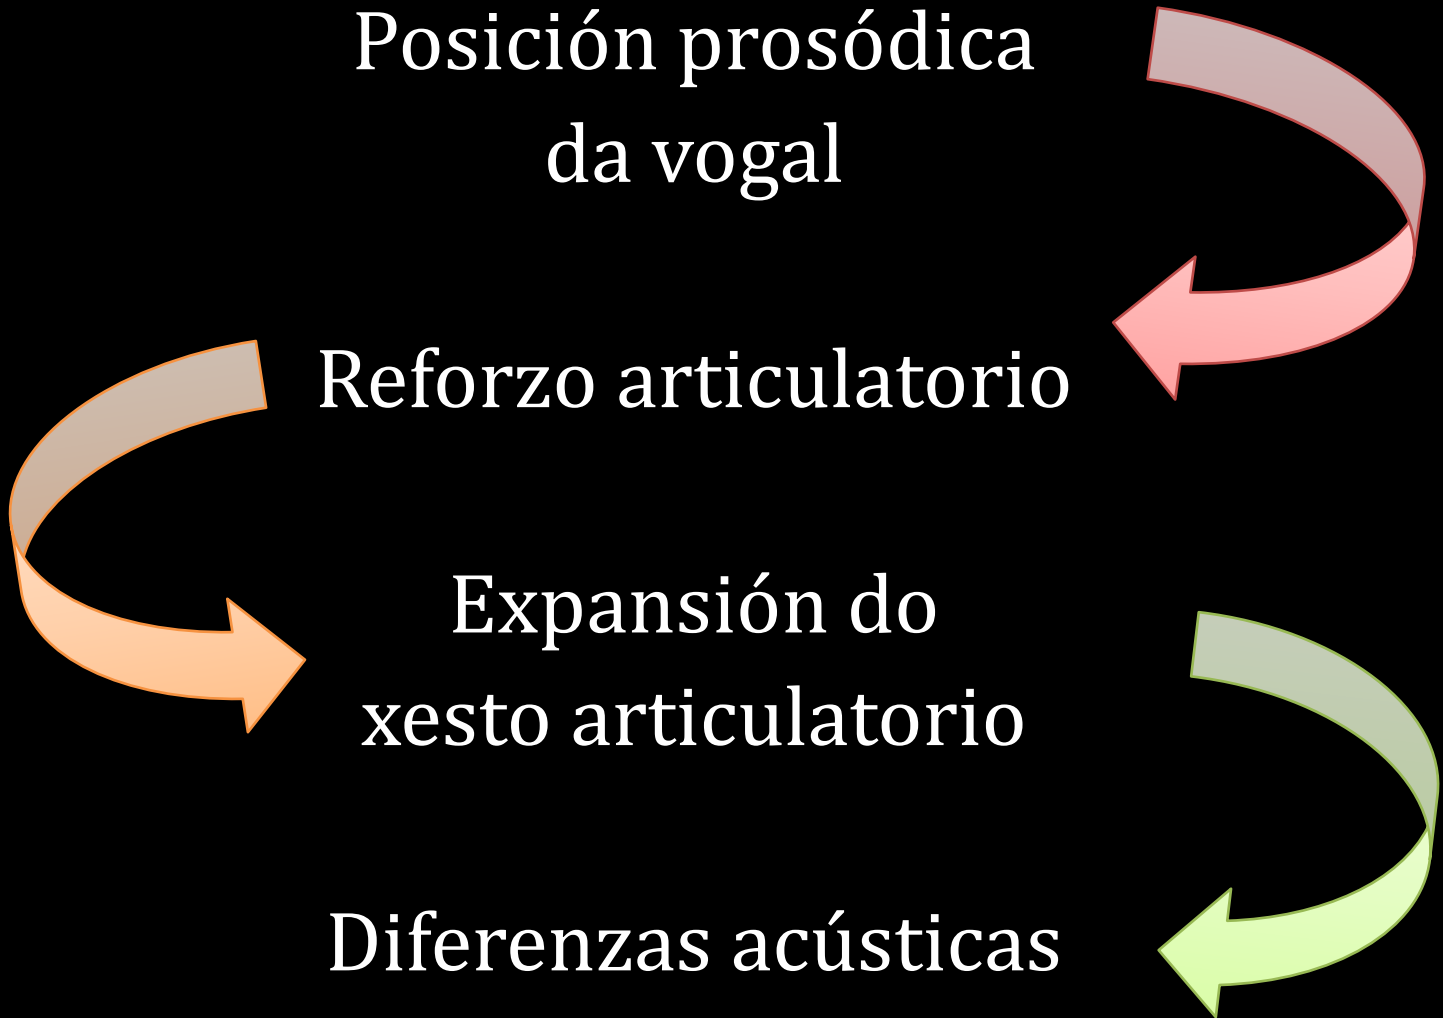 Posición prosódica
da vogal
Reforzo articulatorio
Expansión do
xesto articulatorio
Diferenzas acústicas